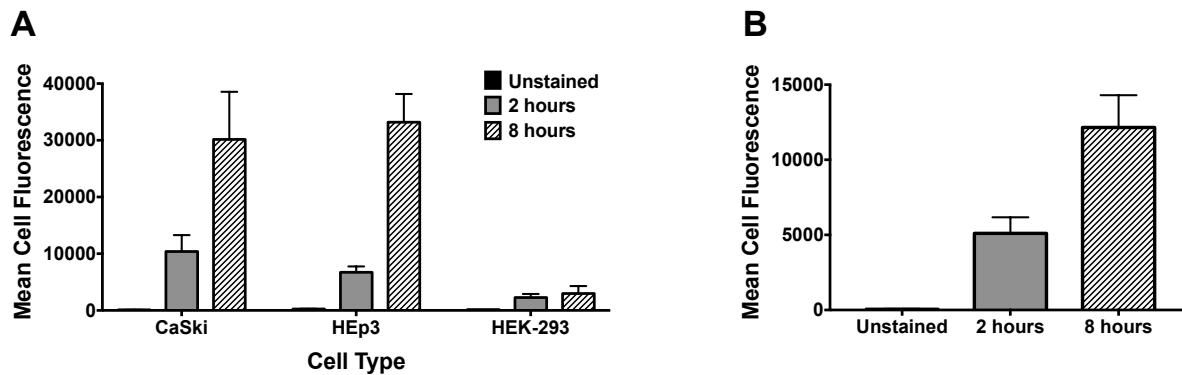 A
Mean Cell Fluorescence
40000
30000
20000
10000
0
Unstained
2 hours
8 hours
CaSki HEp3 HEK-293
Cell Type
B
Mean Cell Fluorescence
15000
10000
5000
0
Unstained 2 hours 8 hours